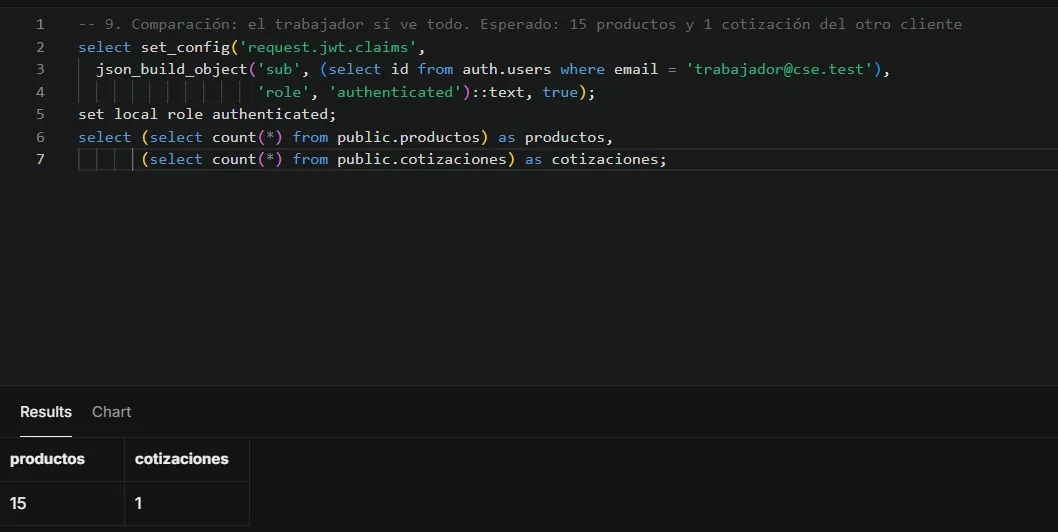 1 -- 9. Comparación: el trabajador sí ve todo. Esperado: 15 productos y 1 cotización del otro cliente
2 select set_config('request.jwt.claims',
3 json_build_object('sub', (select id from auth.users where email = 'trabajador@cse.test'),
4 'role', 'authenticated')::text, true);
5 set local role authenticated;
6 select (select count(*) from public.productos) as productos,
7 (select count(*) from public.cotizaciones) as cotizaciones;
Results Chart
productos cotizaciones
15 1